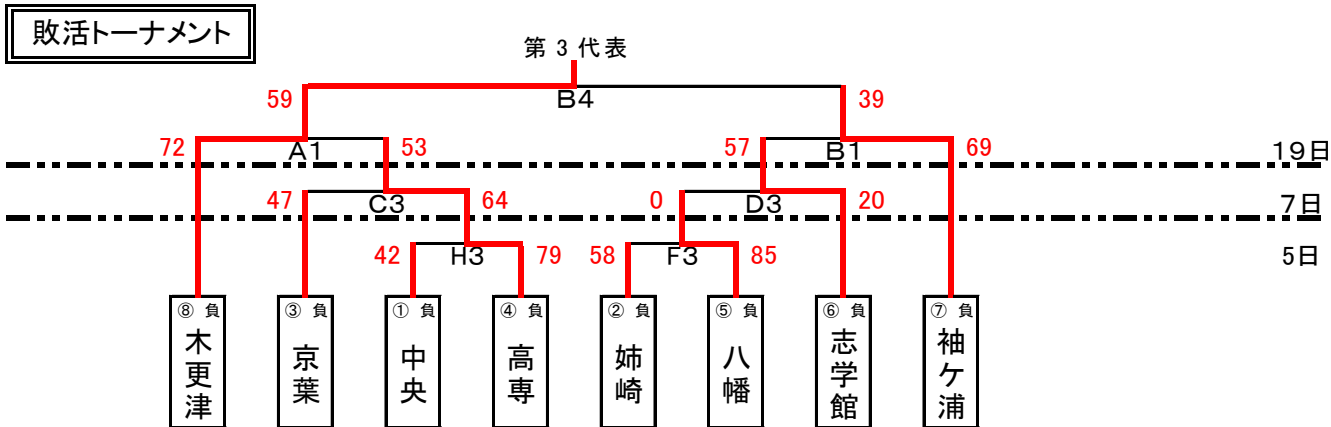 敗活トーナメント
第3代表
59 B4 39
72 A1 53 57 B1 69
19日
47 C3 64 0 D3 20
7日
42 H3 79 58 F3 85
5日
⑧ 負
木更津
③ 負
京葉
① 負
中央
④ 負
高専
② 負
姉崎
⑤ 負
八幡
⑥ 負
志学館
⑦ 負
袖ケ浦